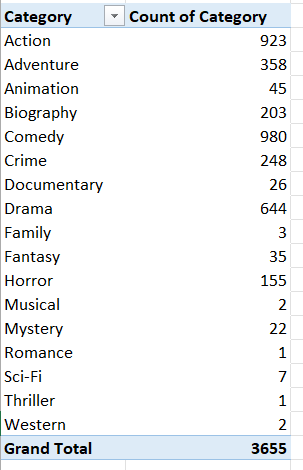 Category Count of Category
Action 923
Adventure 358
Animation 45
Biography 203
Comedy 980
Crime 248
Documentary 26
Drama 644
Family 3
Fantasy 35
Horror 155
Musical 2
Mystery 22
Romance 1
Sci-Fi 7
Thriller 1
Western 2
Grand Total 3655